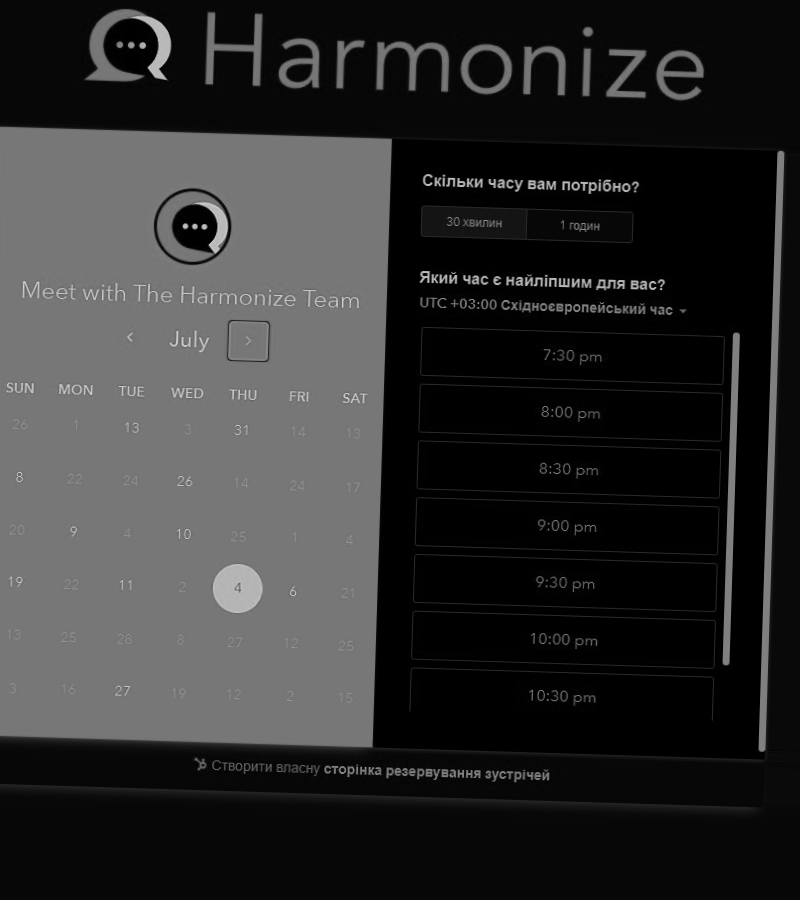 Harmonize
Meet with The Harmonize Team
July
SUN MON TUE WED THU FRI SAT
26 1 13 3 31 14 13
8 22 24 26 14 24 17
20 9 4 10 25 1 4
19 22 11 2 4 6 21
13 25 28 8 27 12 25
3 16 27 19 12 2 15
Скільки часу вам потрібно?
30 хвилин 1 годин
Який час є найліпшим для вас?
UTC +03:00 Східноєвропейський час
7:30 pm
8:00 pm
8:30 pm
9:00 pm
9:30 pm
10:00 pm
10:30 pm
Створити власну сторінка резервування зустрічей